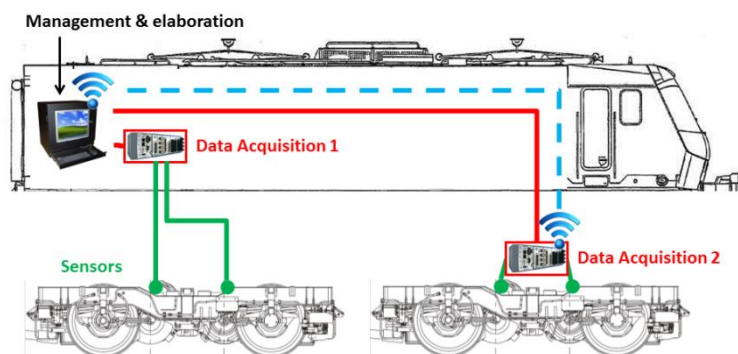 Management & elaboration
Data Acquisition 1
Sensors
Data Acquisition 2